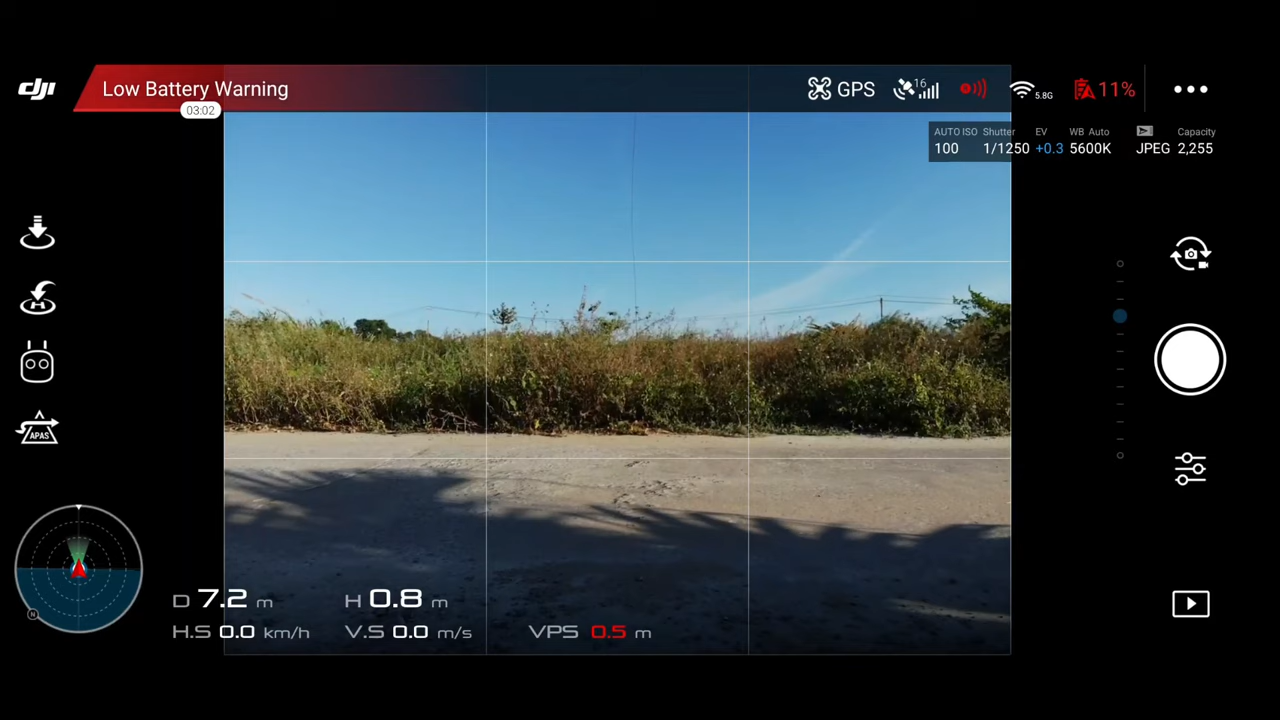 dji
Low Battery Warning
03:02
GPS
16
5.8G
11%
AUTO ISO Shutter EV WB Auto Capacity
100 1/1250 +0.3 5600K JPEG 2,255
APAS
N
D 7.2 m H 0.8 m
H.S 0.0 km/h V.S 0.0 m/s VPS 0.5 m